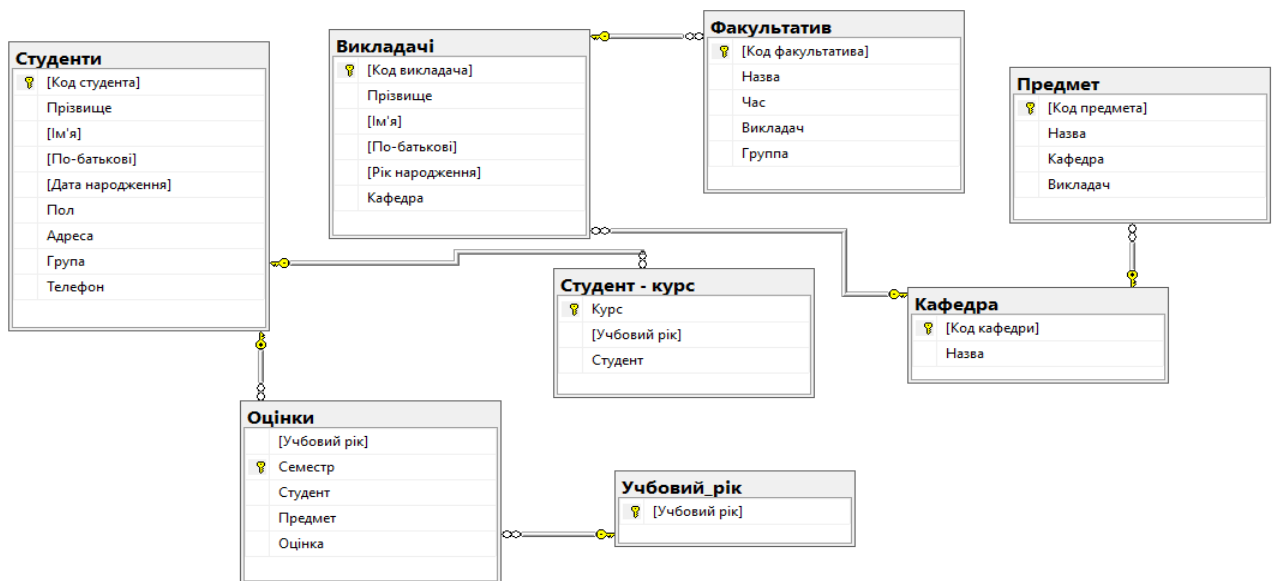 Студенти
[Код студента]
Прізвище
[Ім'я]
[По-батькові]
[Дата народження]
Пол
Адреса
Група
Телефон
Викладачі
[Код викладача]
Прізвище
[Ім'я]
[По-батькові]
[Рік народження]
Кафедра
Факультатив
[Код факультатива]
Назва
Час
Викладач
Группа
Предмет
[Код предмета]
Назва
Кафедра
Викладач
Студент - курс
Курс
[Учбовий рік]
Студент
Кафедра
[Код кафедри]
Назва
Оцінки
[Учбовий рік]
Семестр
Студент
Предмет
Оцінка
Учбовий_рік
[Учбовий рік]